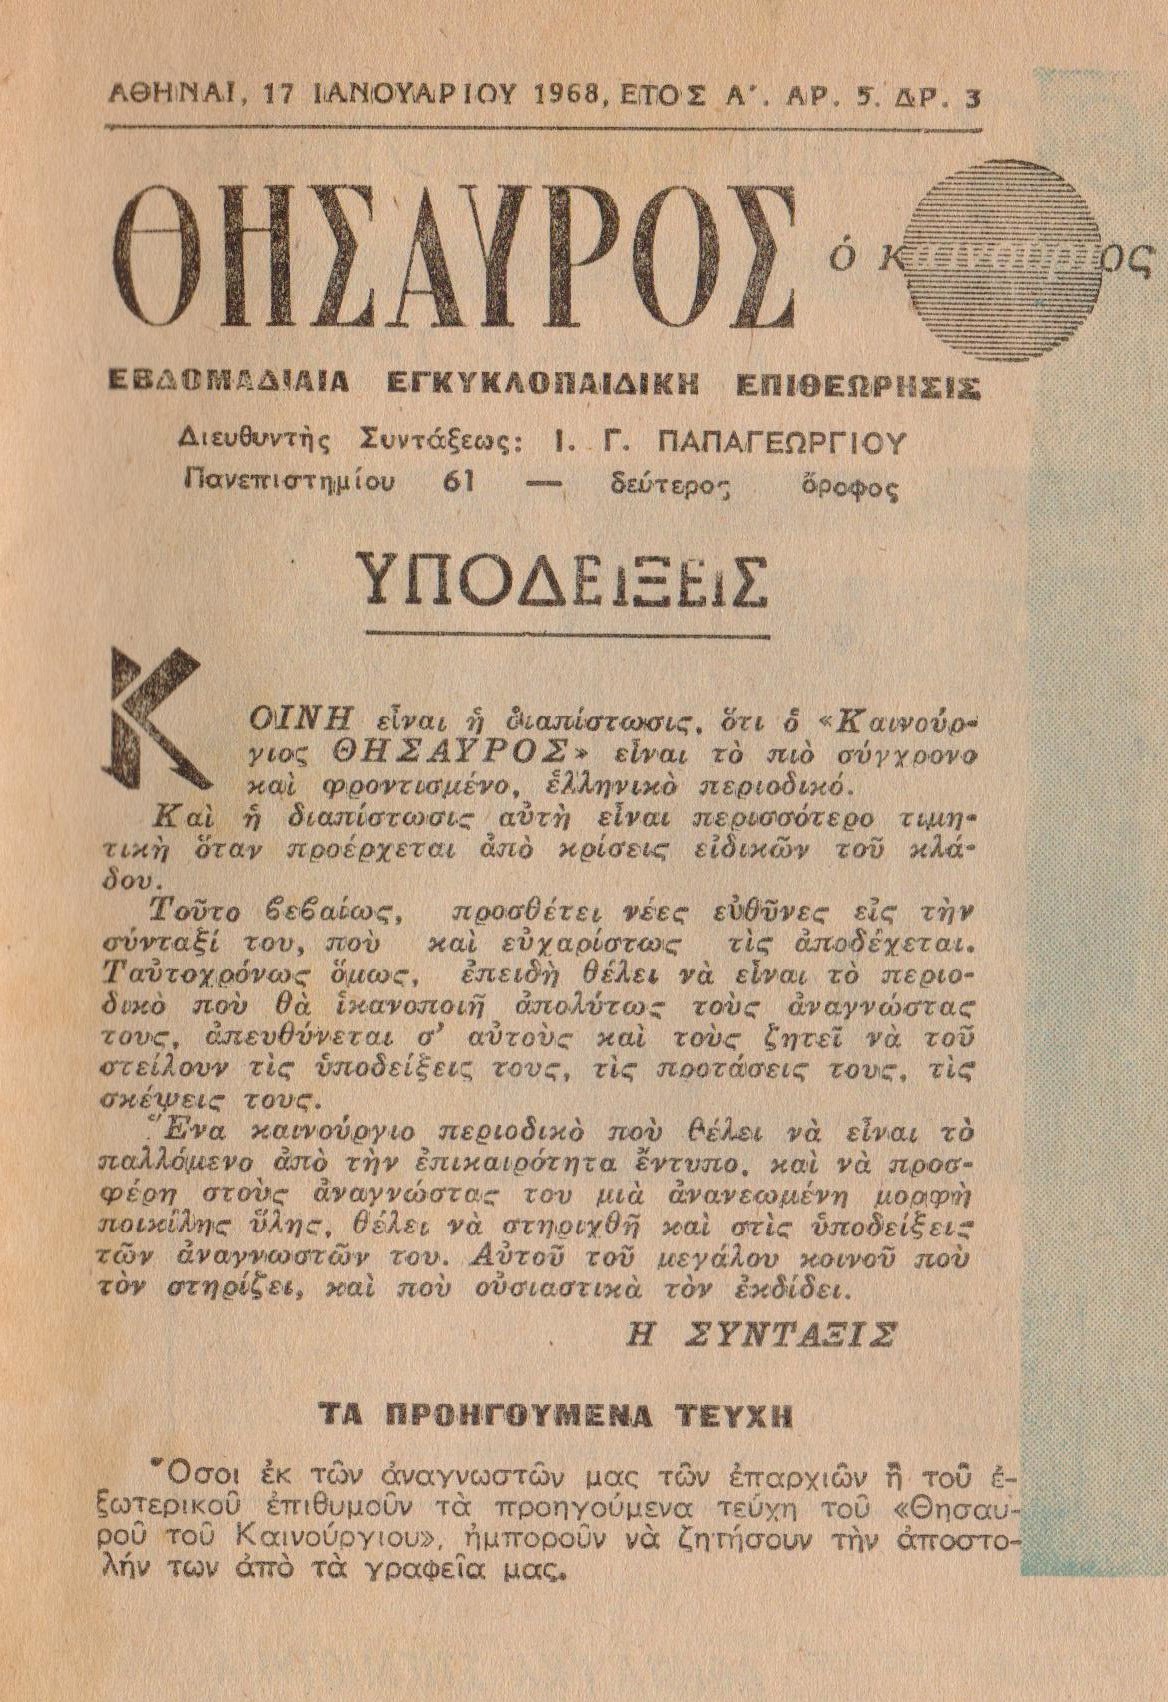 ΑΘΗΝΑΙ, 17 ΙΑΝΟΥΑΡΙΟΥ 1968, ΕΤΟΣ Α'. ΑΡ. 5. ΔΡ. 3
ΘΗΣΑΥΡΟΣ ὁ καινούργιος
ΕΒΔΟΜΑΔΙΑΙΑ ΕΓΚΥΚΛΟΠΑΙΔΙΚΗ ΕΠΙΘΕΩΡΗΣΙΣ
Διευθυντὴς Συντάξεως: Ι. Γ. ΠΑΠΑΓΕΩΡΓΙΟΥ
Πανεπιστημίου 61 — δεύτερος ὄροφος
ΥΠΟΔΕΙΞΕΙΣ
ΚΟΙΝΗ εἶναι ἡ διαπίστωσις, ὅτι ὁ «Καινούρ-
γιος ΘΗΣΑΥΡΟΣ» εἶναι τὸ πιὸ σύγχρονο
καὶ φροντισμένο, ἑλληνικὸ περιοδικό.
Καὶ ἡ διαπίστωσις αὐτὴ εἶναι περισσότερο τιμη-
τικὴ ὅταν προέρχεται ἀπὸ κρίσεις εἰδικῶν τοῦ κλά-
δου.
Τοῦτο βεβαίως, προσθέτει νέες εὐθῦνες εἰς τὴν
σύνταξί του, ποὺ καὶ εὐχαρίστως τὶς ἀποδέχεται.
Ταὐτοχρόνως ὅμως, ἐπειδὴ θέλει νὰ εἶναι τὸ περιο-
δικὸ ποὺ θὰ ἱκανοποιῇ ἀπολύτως τοὺς ἀναγνώστας
τους, ἀπευθύνεται σ' αὐτοὺς καὶ τοὺς ζητεῖ νὰ τοῦ
στείλουν τὶς ὑποδείξεις τους, τὶς προτάσεις τους, τὶς
σκέψεις τους.
Ἕνα καινούργιο περιοδικὸ ποὺ θέλει νὰ εἶναι τὸ
παλλόμενο ἀπὸ τὴν ἐπικαιρότητα ἔντυπο, καὶ νὰ προσ-
φέρη στοὺς ἀναγνώστας του μιὰ ἀνανεωμένη μορφὴ
ποικίλης ὕλης, θέλει νὰ στηριχθῆ καὶ στὶς ὑποδείξεις
τῶν ἀναγνωστῶν του. Αὐτοῦ τοῦ μεγάλου κοινοῦ ποὺ
τὸν στηρίζει, καὶ ποὺ οὐσιαστικὰ τὸν ἐκδίδει.
Η ΣΥΝΤΑΞΙΣ
ΤΑ ΠΡΟΗΓΟΥΜΕΝΑ ΤΕΥΧΗ
Ὅσοι ἐκ τῶν ἀναγνωστῶν μας τῶν ἐπαρχιῶν ἢ τοῦ ἐ-
ξωτερικοῦ ἐπιθυμοῦν τὰ προηγούμενα τεύχη τοῦ «Θησαυ-
ροῦ τοῦ Καινούργιου», ἠμποροῦν νὰ ζητήσουν τὴν ἀποστο-
λήν των ἀπὸ τὰ γραφεῖα μας.